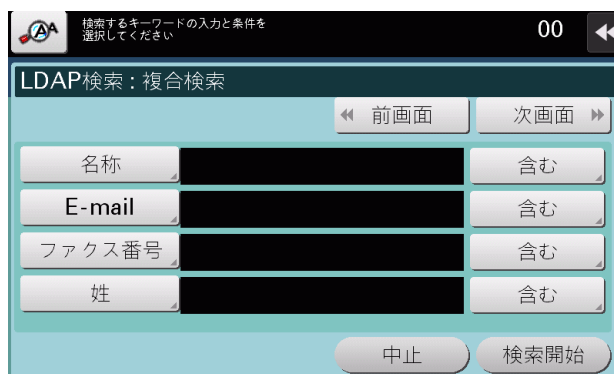 検索するキーワードの入力と条件を
選択してください
00
LDAP検索:複合検索
前画面 次画面
名称 含む
E-mail 含む
ファクス番号 含む
姓 含む
中止 検索開始